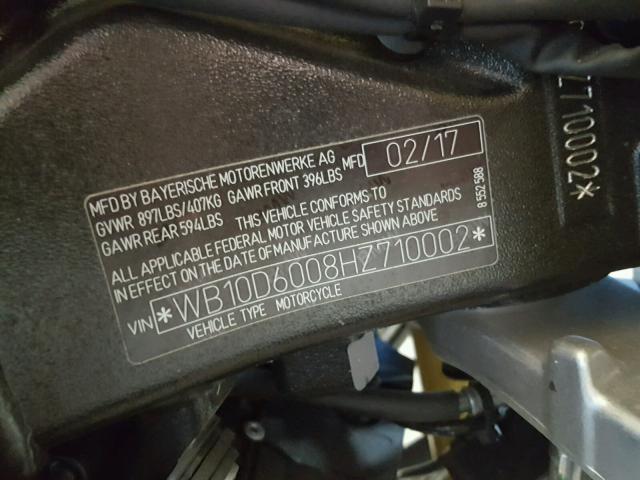 MFD BY BAYERISCHE MOTORENWERKE AG MFD 02/17
GVWR 897LBS/407KG GAWR FRONT 396LBS
GAWR REAR 594LBS THIS VEHICLE CONFORMS TO
ALL APPLICABLE FEDERAL MOTOR VEHICLE SAFETY STANDARDS
IN EFFECT ON THE DATE OF MANUFACTURE SHOWN ABOVE
VIN *WB10D6008HZ710002*
VEHICLE TYPE MOTORCYCLE
8 552 588
Z710002*